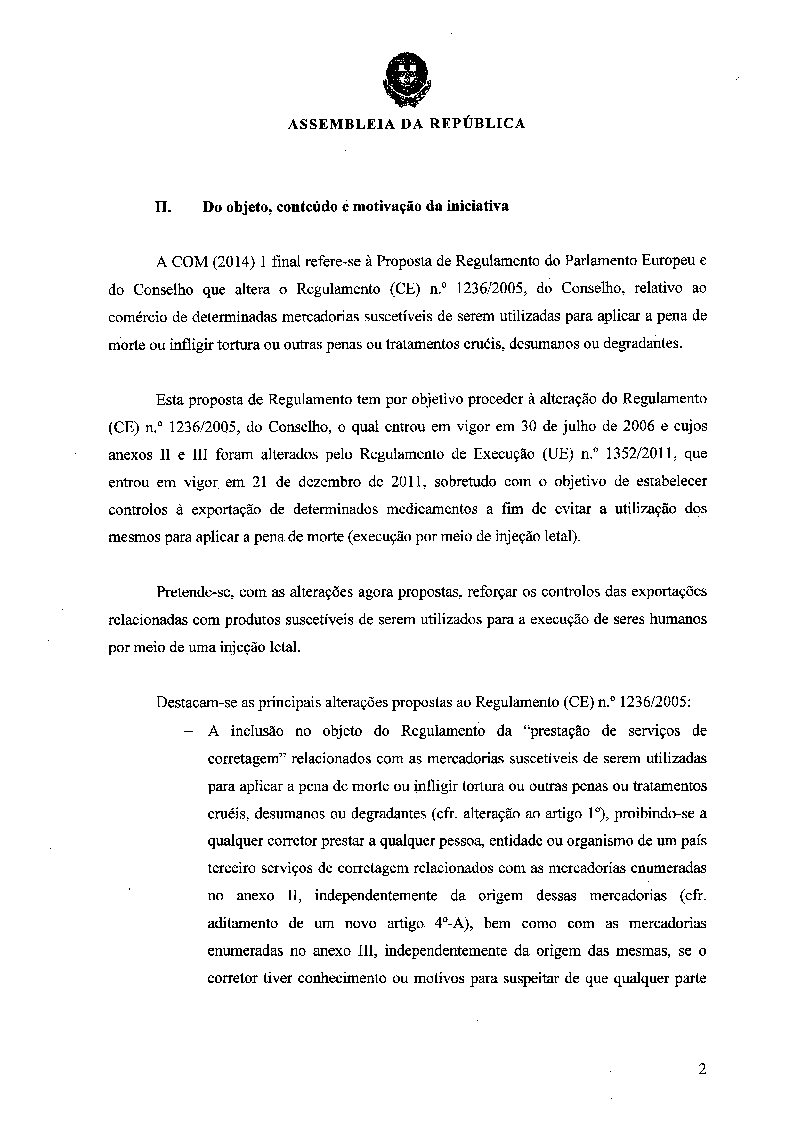 ASSEMBLEIA DA REPÚBLICA
II. Do objeto, conteúdo e motivação da iniciativa
A COM (2014) 1 final refere-se à Proposta de Regulamento do Parlamento Europeu e
do Conselho que altera o Regulamento (CE) n.º 1236/2005, do Conselho, relativo ao
comércio de determinadas mercadorias suscetíveis de serem utilizadas para aplicar a pena de
morte ou infligir tortura ou outras penas ou tratamentos cruéis, desumanos ou degradantes.
Esta proposta de Regulamento tem por objetivo proceder à alteração do Regulamento
(CE) n.º 1236/2005, do Conselho, o qual entrou em vigor em 30 de julho de 2006 e cujos
anexos II e III foram alterados pelo Regulamento de Execução (UE) n.º 1352/2011, que
entrou em vigor em 21 de dezembro de 2011, sobretudo com o objetivo de estabelecer
controlos à exportação de determinados medicamentos a fim de evitar a utilização dos
mesmos para aplicar a pena de morte (execução por meio de injeção letal).
Pretende-se, com as alterações agora propostas, reforçar os controlos das exportações
relacionadas com produtos suscetíveis de serem utilizados para a execução de seres humanos
por meio de uma injecção letal.
Destacam-se as principais alterações propostas ao Regulamento (CE) n.º 1236/2005:
– A inclusão no objeto do Regulamento da “prestação de serviços de
corretagem” relacionados com as mercadorias suscetíveis de serem utilizadas
para aplicar a pena de morte ou infligir tortura ou outras penas ou tratamentos
cruéis, desumanos ou degradantes (cfr. alteração ao artigo 1º), proibindo-se a
qualquer corretor prestar a qualquer pessoa, entidade ou organismo de um país
terceiro serviços de corretagem relacionados com as mercadorias enumeradas
no anexo II, independentemente da origem dessas mercadorias (cfr.
aditamento de um novo artigo 4º-A), bem como com as mercadorias
enumeradas no anexo III, independentemente da origem das mesmas, se o
corretor tiver conhecimento ou motivos para suspeitar de que qualquer parte
2